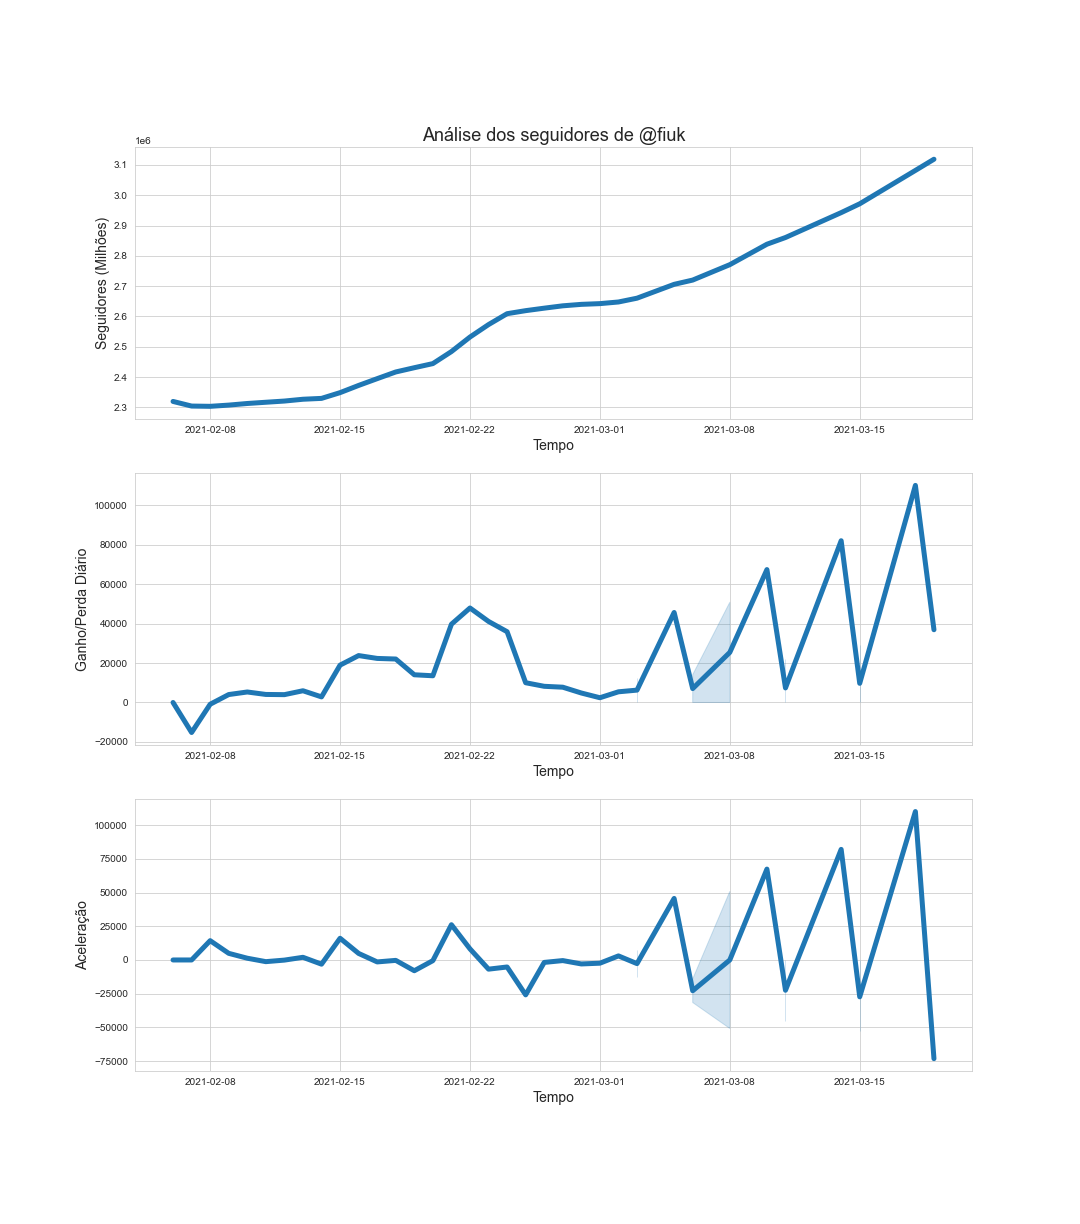 Análise dos seguidores de @fiuk
1e6
3.1
3.0
2.9
2.8
2.7
2.6
2.5
2.4
2.3
Seguidores (Milhões)
2021-02-08 2021-02-15 2021-02-22 2021-03-01 2021-03-08 2021-03-15
Tempo
100000
80000
60000
40000
20000
0
−20000
Ganho/Perda Diário
2021-02-08 2021-02-15 2021-02-22 2021-03-01 2021-03-08 2021-03-15
Tempo
100000
75000
50000
25000
0
−25000
−50000
−75000
Aceleração
2021-02-08 2021-02-15 2021-02-22 2021-03-01 2021-03-08 2021-03-15
Tempo